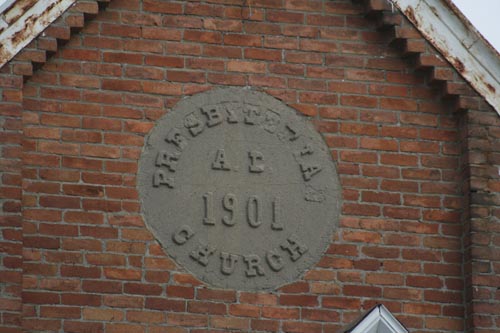 PRESBYTERIAN
A. D.
1901
CHURCH